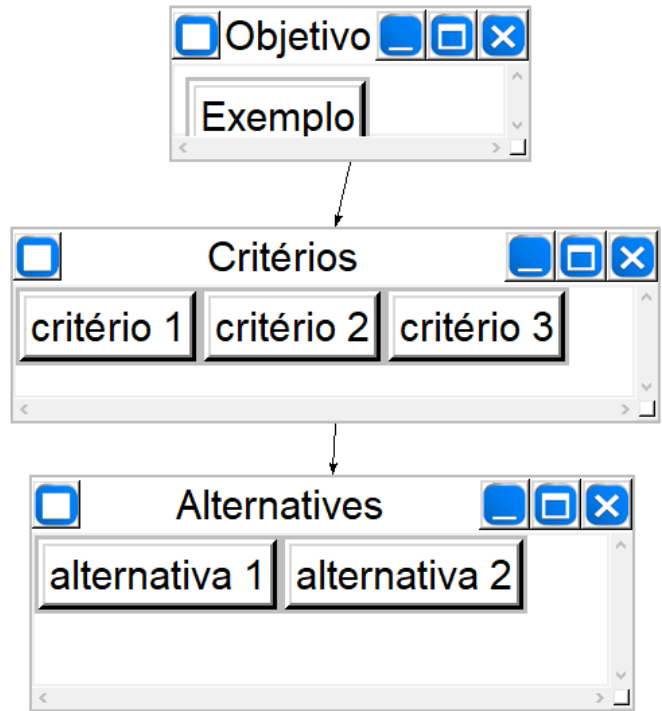 Objetivo
Exemplo
Critérios
critério 1 critério 2 critério 3
Alternatives
alternativa 1 alternativa 2